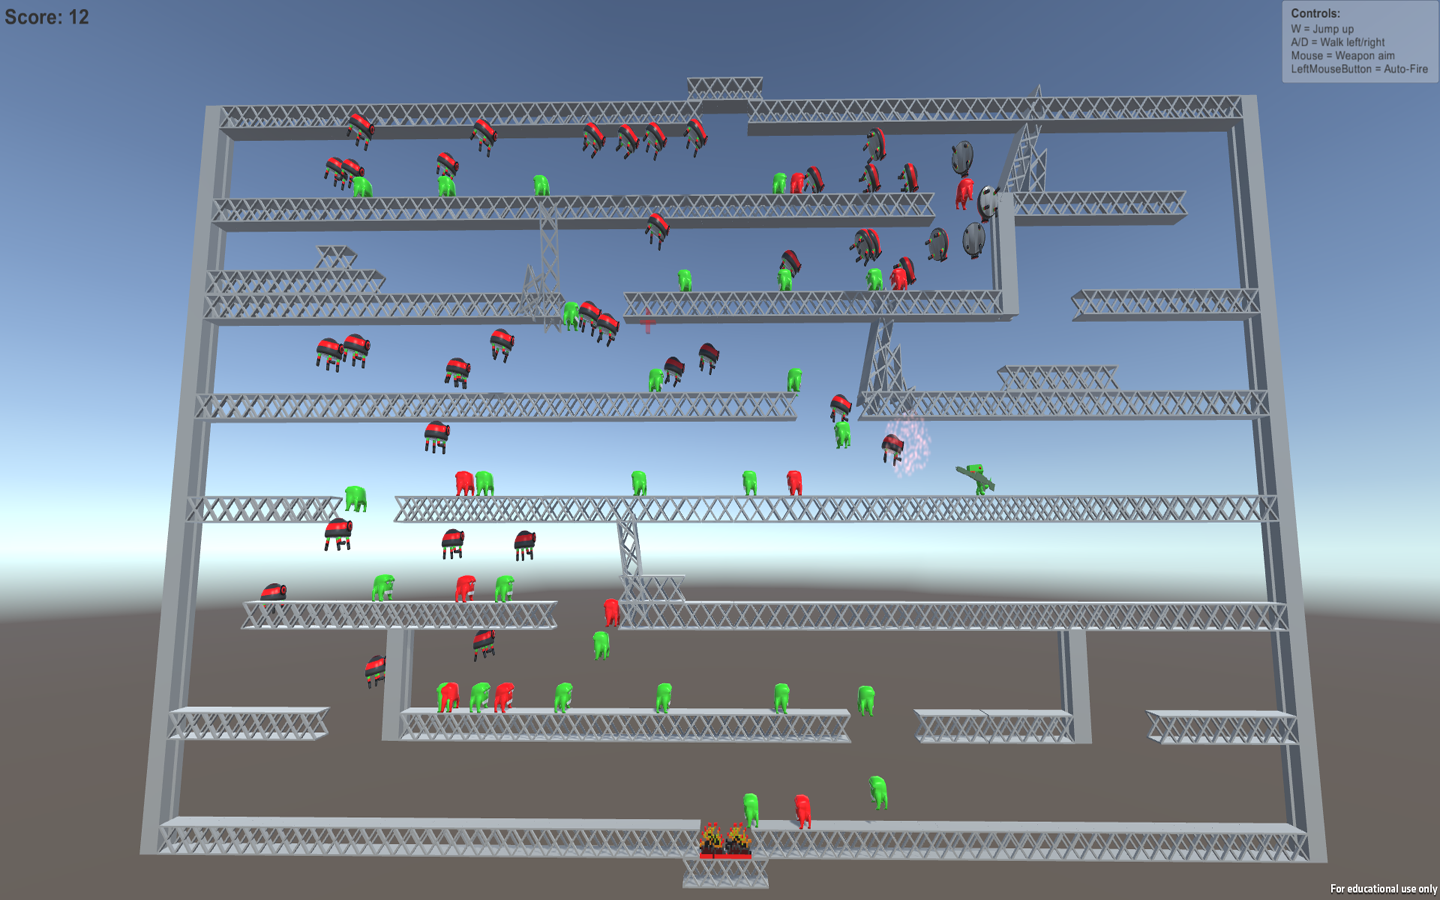 Score: 12
Controls:
W = Jump up
A/D = Walk left/right
Mouse = Weapon aim
LeftMouseButton = Auto-Fire
For educational use only